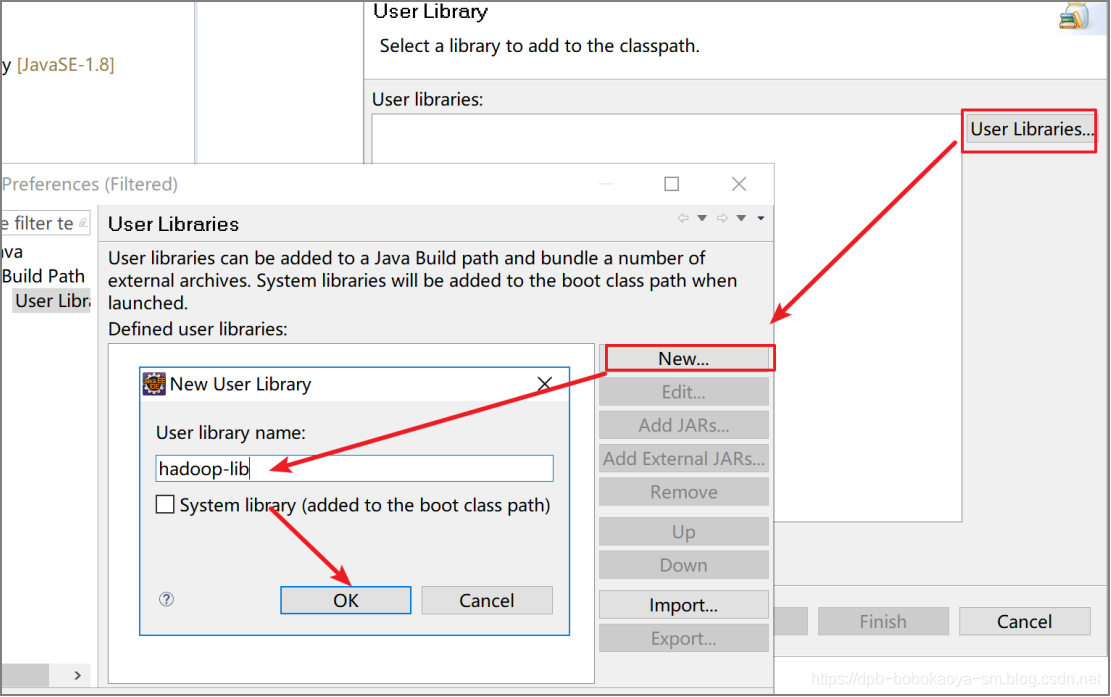 User Library
Select a library to add to the classpath.
y [JavaSE-1.8]
User libraries:
User Libraries...
Preferences (Filtered)
e filter te
User Libraries
va
Build Path
User Libra
User libraries can be added to a Java Build path and bundle a number of
external archives. System libraries will be added to the boot class path when
launched.
Defined user libraries:
New...
Edit...
Add JARs...
Add External JARs...
Remove
Up
Down
Import...
Export...
New User Library
User library name:
hadoop-lib
System library (added to the boot class path)
OK
Cancel
Finish
Cancel
https://dpb-bobokaoya-sm.blog.csdn.net